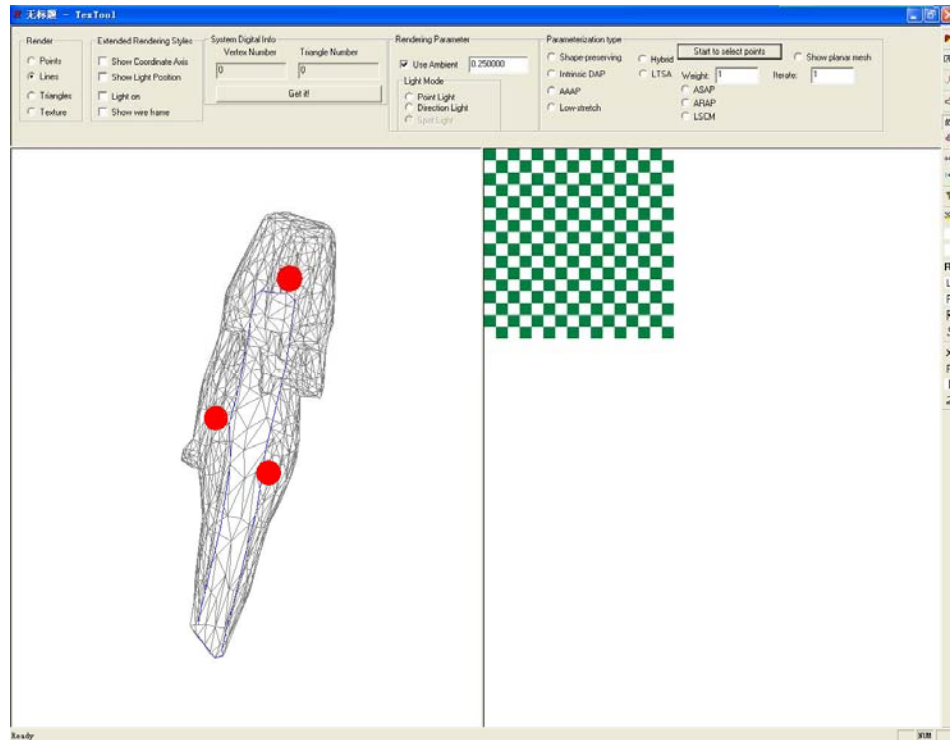 无标题 - TexTool
Render
Points
Lines
Triangles
Texture
Extended Rendering Styles
Show Coordinate Axis
Show Light Position
Light on
Show wire frame
System Digital Info
Vertex Number Triangle Number
0 0
Get it!
Rendering Parameter
Use Ambient 0.250000
Light Mode
Point Light
Direction Light
Spot Light
Parameterization type
Shape-preserving
Intrinsic DAP
AAAP
Low-stretch
Hybrid
LTSA
Start to select points
Show planar mesh
Weight: 1 Iterate: 1
ASAP
ARAP
LSCM
Ready
NUM